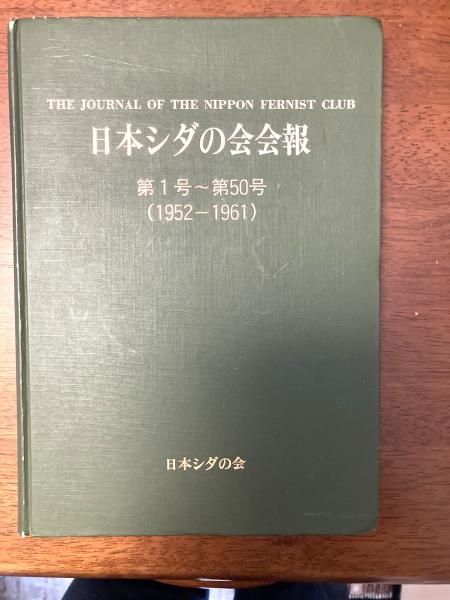 THE JOURNAL OF THE NIPPON FERNIST CLUB
日本シダの会会報
第1号～第50号
(1952－1961)
日本シダの会